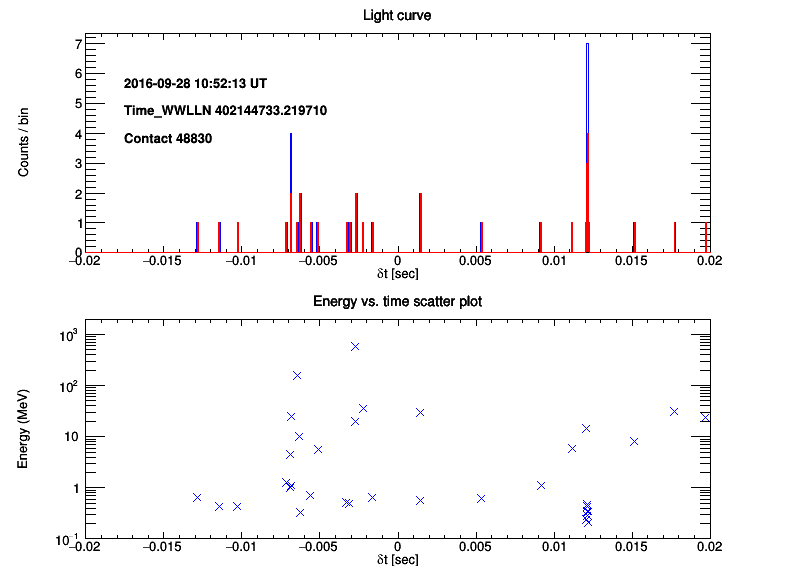 Light curve
Counts / bin
7
6
5
4
3
2
1
0
2016-09-28 10:52:13 UT
Time_WWLLN 402144733.219710
Contact 48830
−0.02 −0.015 −0.01 −0.005 0 0.005 0.01 0.015 0.02
δt [sec]
Energy vs. time scatter plot
Energy (MeV)
10³
10²
10
1
10⁻¹
−0.02 −0.015 −0.01 −0.005 0 0.005 0.01 0.015 0.02
δt [sec]